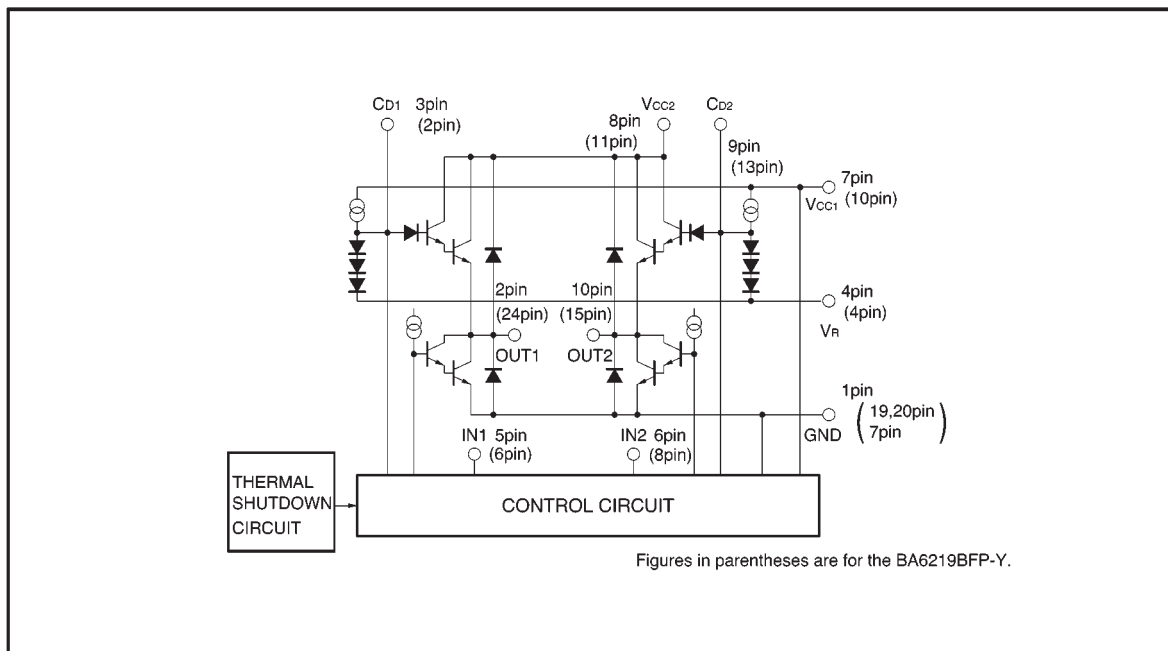 CD1 3pin
(2pin)
VCC2
8pin
(11pin)
CD2
9pin
(13pin)
7pin
(10pin)
VCC1
2pin
(24pin)
10pin
(15pin)
4pin
(4pin)
VR
OUT1
OUT2
1pin
(19,20pin
7pin)
GND
IN1 5pin
(6pin)
IN2 6pin
(8pin)
THERMAL
SHUTDOWN
CIRCUIT
CONTROL CIRCUIT
Figures in parentheses are for the BA6219BFP-Y.